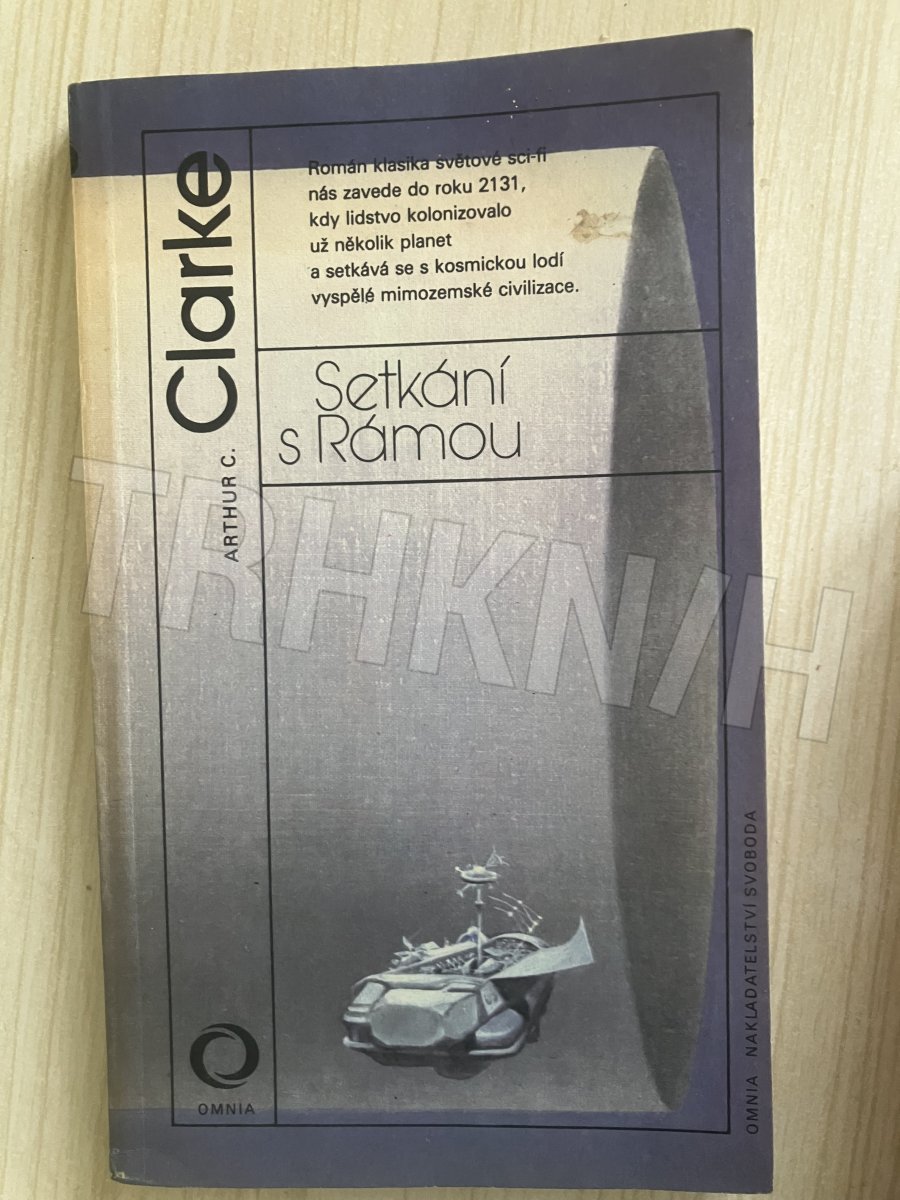 Román klasika světové sci-fi
nás zavede do roku 2131,
kdy lidstvo kolonizovalo
už několik planet
a setkává se s kosmickou lodí
vyspělé mimozemské civilizace.
ARTHUR C. Clarke
Setkání
s Rámou
TRHKNIH
OMNIA
OMNIA NAKLADATELSTVÍ SVOBODA